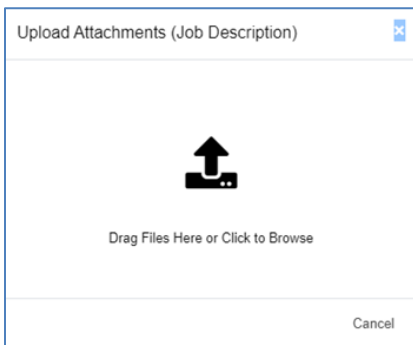 Upload Attachments (Job Description)
Drag Files Here or Click to Browse
Cancel